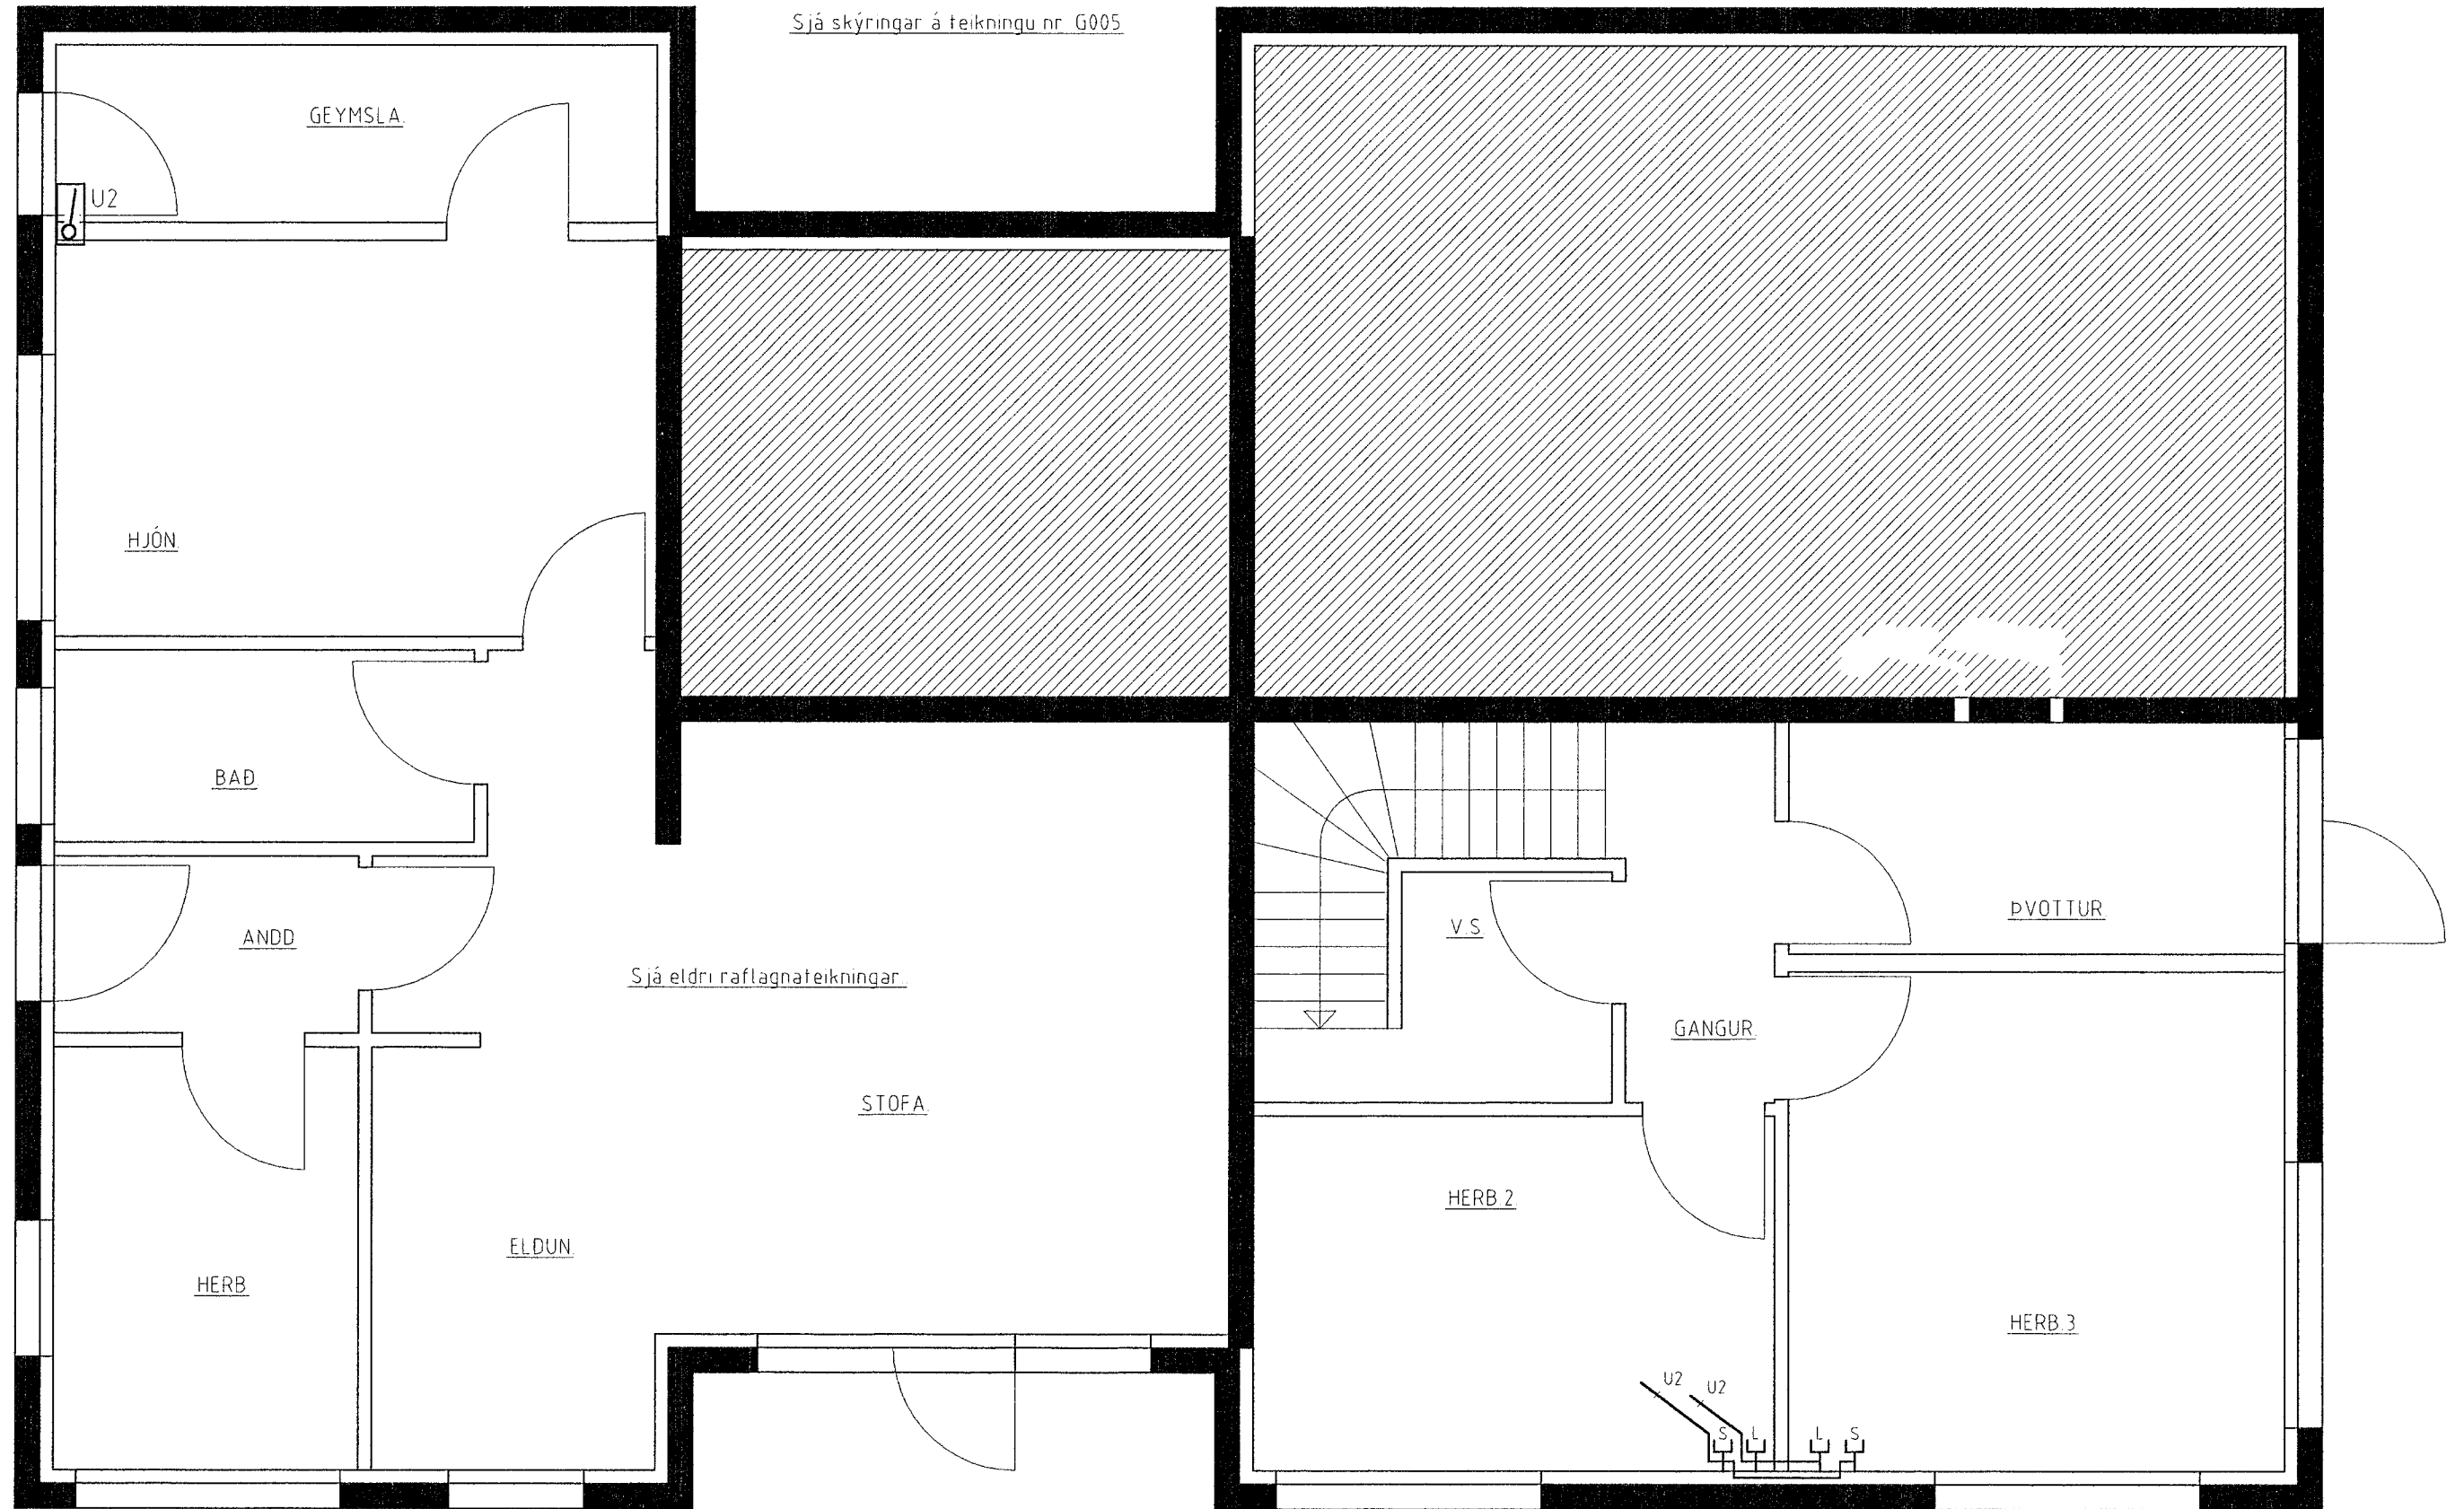 Sjá skýringar á teikningu nr. G005
GEYMSLA.
U2
HJÓN.
BAÐ
ANDD
V.S.
ÞVOTTUR
Sjá eldri raflagnateikningar.
GANGUR.
STOFA.
HERB.2
ELDUN.
HERB
HERB.3
U2
U2
S
L
L
S